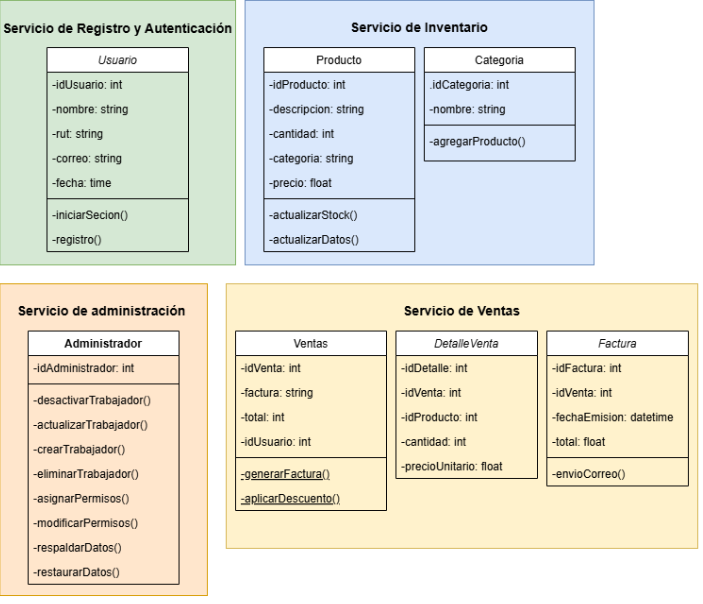 Servicio de Registro y Autenticación
Usuario
-idUsuario: int
-nombre: string
-rut: string
-correo: string
-fecha: time
-iniciarSecion()
-registro()
Servicio de Inventario
Producto
-idProducto: int
-descripcion: string
-cantidad: int
-categoria: string
-precio: float
-actualizarStock()
-actualizarDatos()
Categoria
.idCategoria: int
-nombre: string
-agregarProducto()
Servicio de administración
Administrador
-idAdministrador: int
-desactivarTrabajador()
-actualizarTrabajador()
-crearTrabajador()
-eliminarTrabajador()
-asignarPermisos()
-modificarPermisos()
-respaldarDatos()
-restaurarDatos()
Servicio de Ventas
Ventas
-idVenta: int
-factura: string
-total: int
-idUsuario: int
-generarFactura()
-aplicarDescuento()
DetalleVenta
-idDetalle: int
-idVenta: int
-idProducto: int
-cantidad: int
-precioUnitario: float
Factura
-idFactura: int
-idVenta: int
-fechaEmision: datetime
-total: float
-envioCorreo()